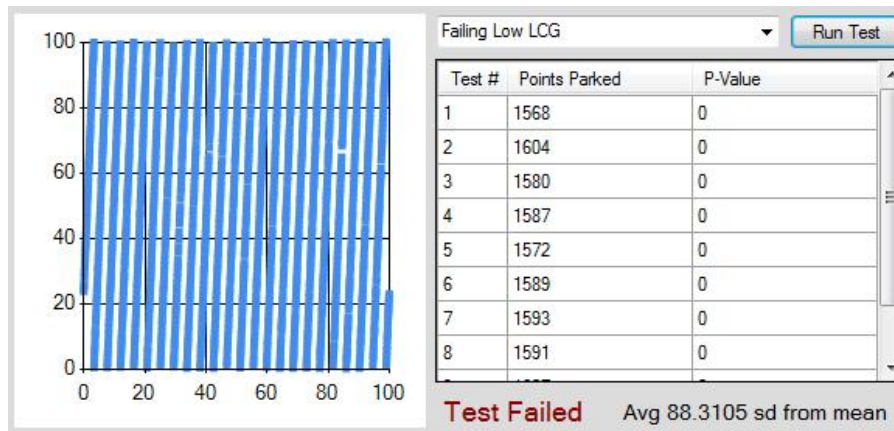 100
80
60
40
20
0
0 20 40 60 80 100
Failing Low LCG Run Test
Test # Points Parked P-Value
1 1568 0
2 1604 0
3 1580 0
4 1587 0
5 1572 0
6 1589 0
7 1593 0
8 1591 0
Test Failed Avg 88.3105 sd from mean